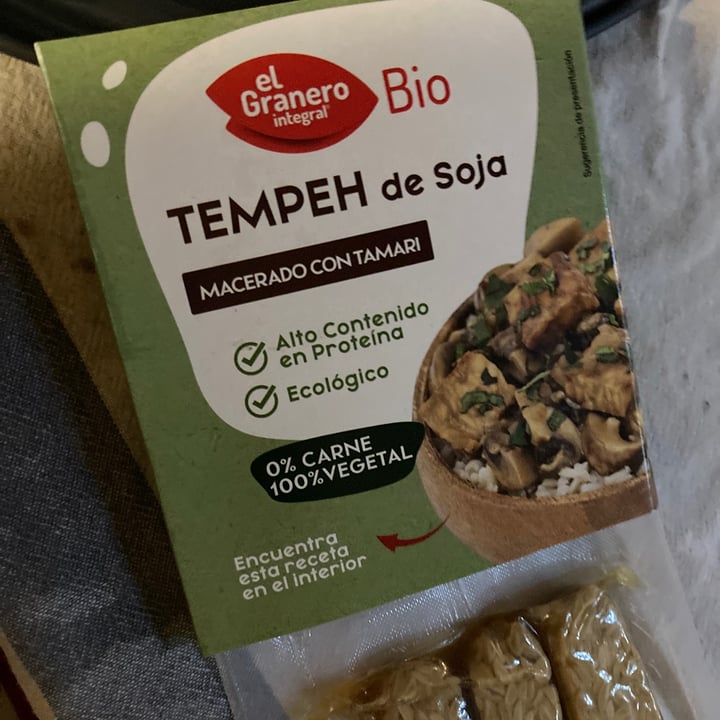 el
Granero
integral
Bio
TEMPEH de Soja
MACERADO CON TAMARI
Alto Contenido
en Proteína
Ecológico
0% CARNE
100% VEGETAL
Encuentra
esta receta
en el interior
Sugerencia de presentación